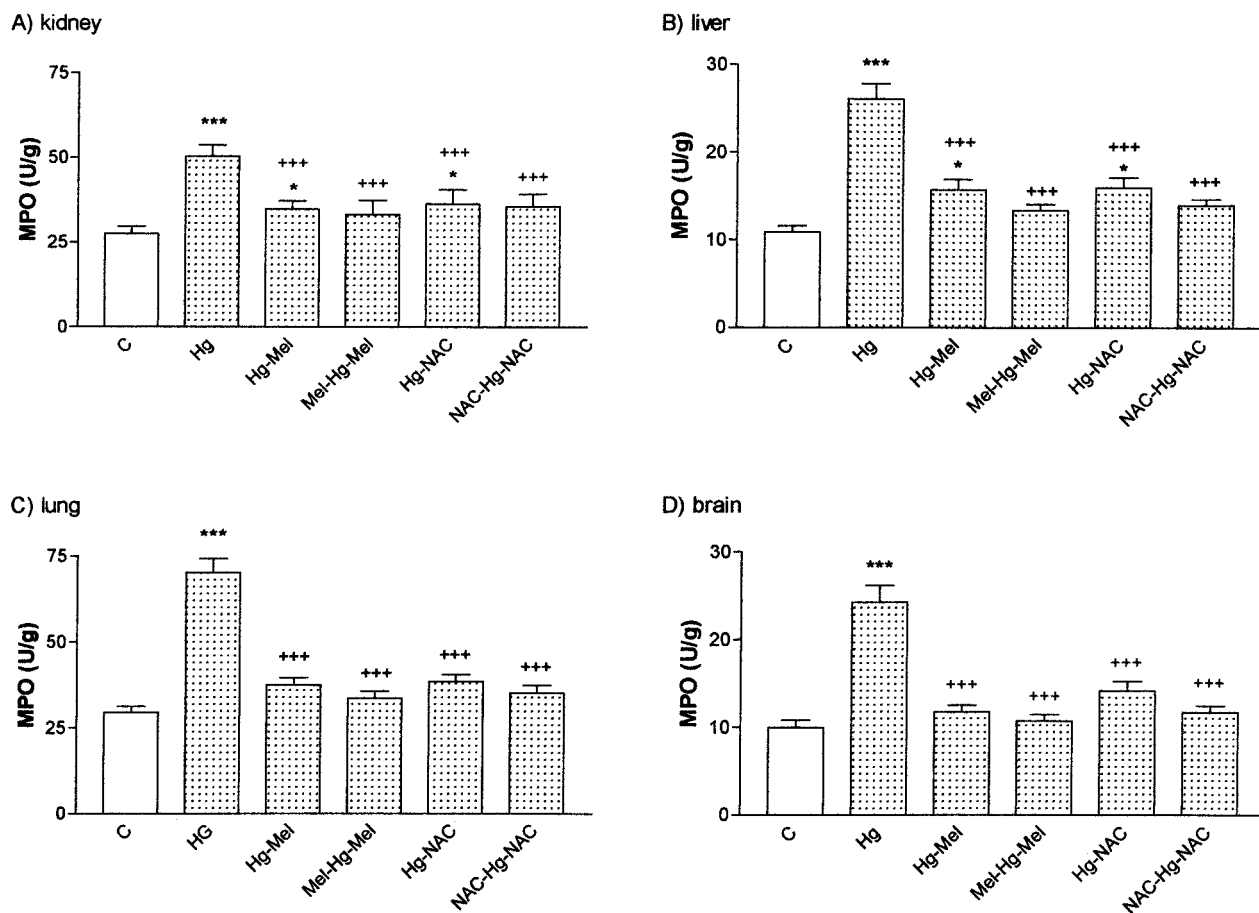 A) kidney
MPO (U/g)
75
50
25
0
***
+++
*
+++
+++
*
+++
C
Hg
Hg-Mel
Mel-Hg-Mel
Hg-NAC
NAC-Hg-NAC
B) liver
MPO (U/g)
30
20
10
0
***
+++
*
+++
+++
*
+++
C
Hg
Hg-Mel
Mel-Hg-Mel
Hg-NAC
NAC-Hg-NAC
C) lung
MPO (U/g)
75
50
25
0
***
+++
+++
+++
+++
C
HG
Hg-Mel
Mel-Hg-Mel
Hg-NAC
NAC-Hg-NAC
D) brain
MPO (U/g)
30
20
10
0
***
+++
+++
+++
+++
C
Hg
Hg-Mel
Mel-Hg-Mel
Hg-NAC
NAC-Hg-NAC